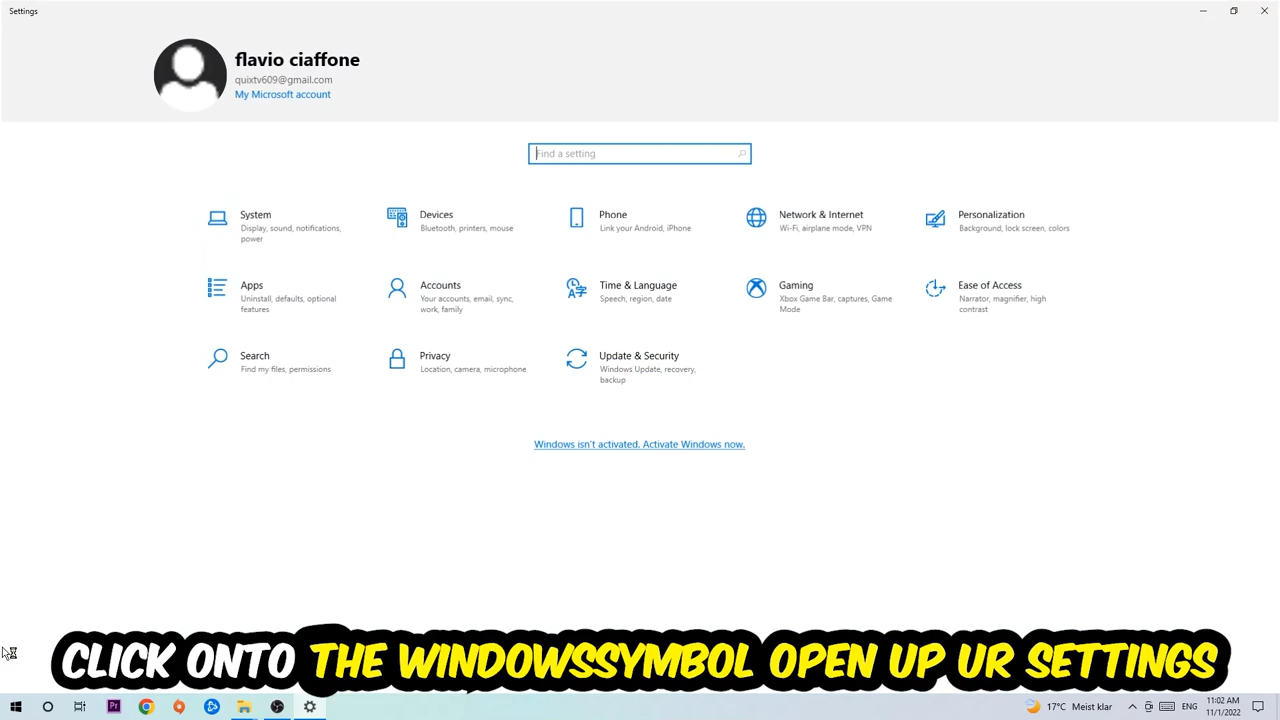 Settings
flavio ciaffone
quixtv609@gmail.com
My Microsoft account
Find a setting
System
Display, sound, notifications,
power
Devices
Bluetooth, printers, mouse
Phone
Link your Android, iPhone
Network & Internet
Wi-Fi, airplane mode, VPN
Personalization
Background, lock screen, colors
Apps
Uninstall, defaults, optional
features
Accounts
Your accounts, email, sync,
work, family
Time & Language
Speech, region, date
Gaming
Xbox Game Bar, captures, Game
Mode
Ease of Access
Narrator, magnifier, high
contrast
Search
Find my files, permissions
Privacy
Location, camera, microphone
Update & Security
Windows Update, recovery,
backup
Windows isn't activated. Activate Windows now.
CLICK ONTO THE WINDOWSSYMBOL OPEN UP UR SETTINGS
Pr
17°C Meist klar
ENG
11:02 AM
11/1/2022